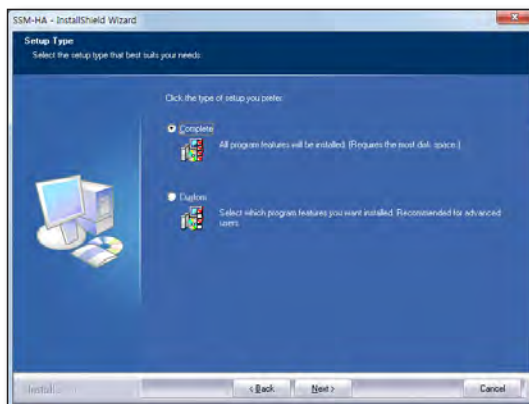 SSM-HA - InstallShield Wizard
Setup Type
Select the setup type that best suits your needs.
Click the type of setup you prefer.
Complete
All program features will be installed. (Requires the most disk space.)
Custom
Select which program features you want installed. Recommended for advanced
users.
Install
< Back
Next >
Cancel